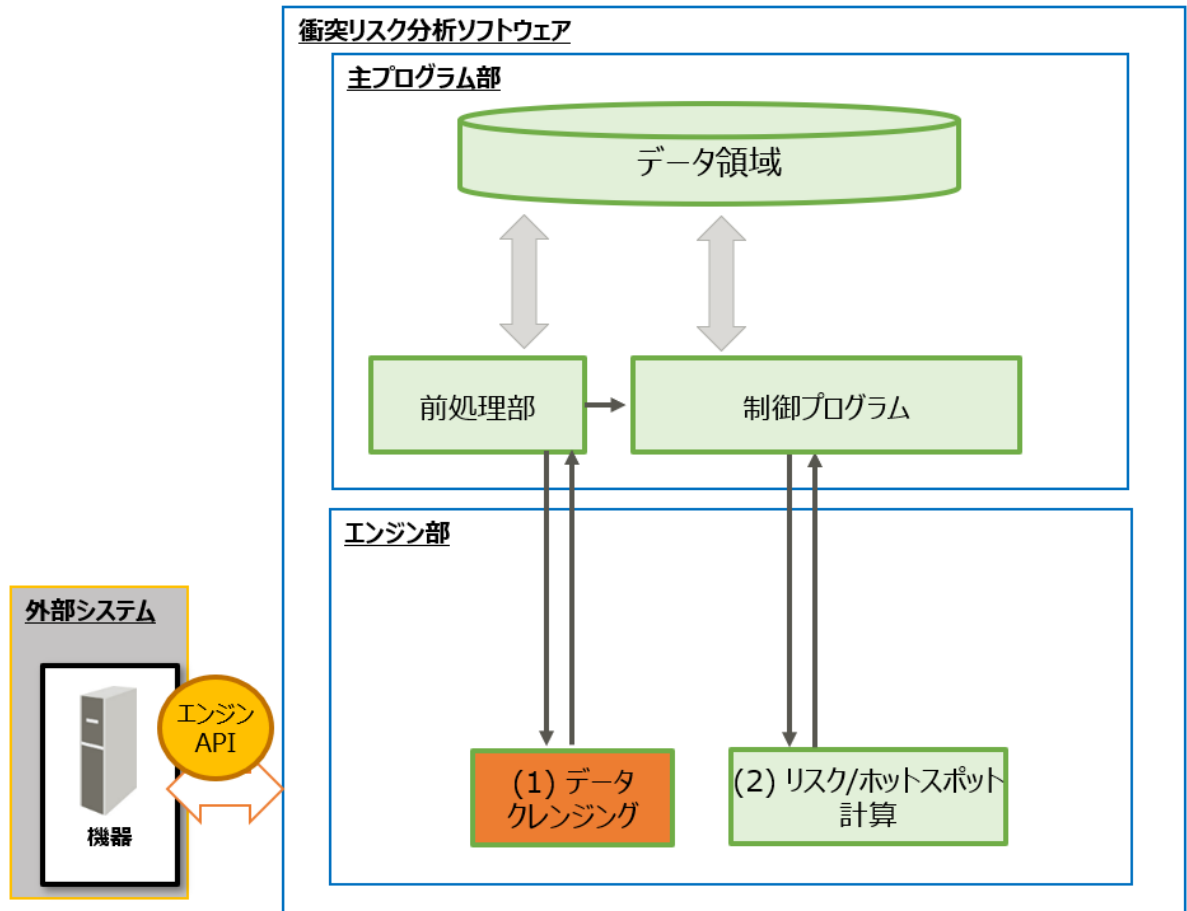 衝突リスク分析ソフトウェア
主プログラム部
データ領域
前処理部
制御プログラム
エンジン部
外部システム
エンジン
API
機器
(1) データ
クレンジング
(2) リスク/ホットスポット
計算